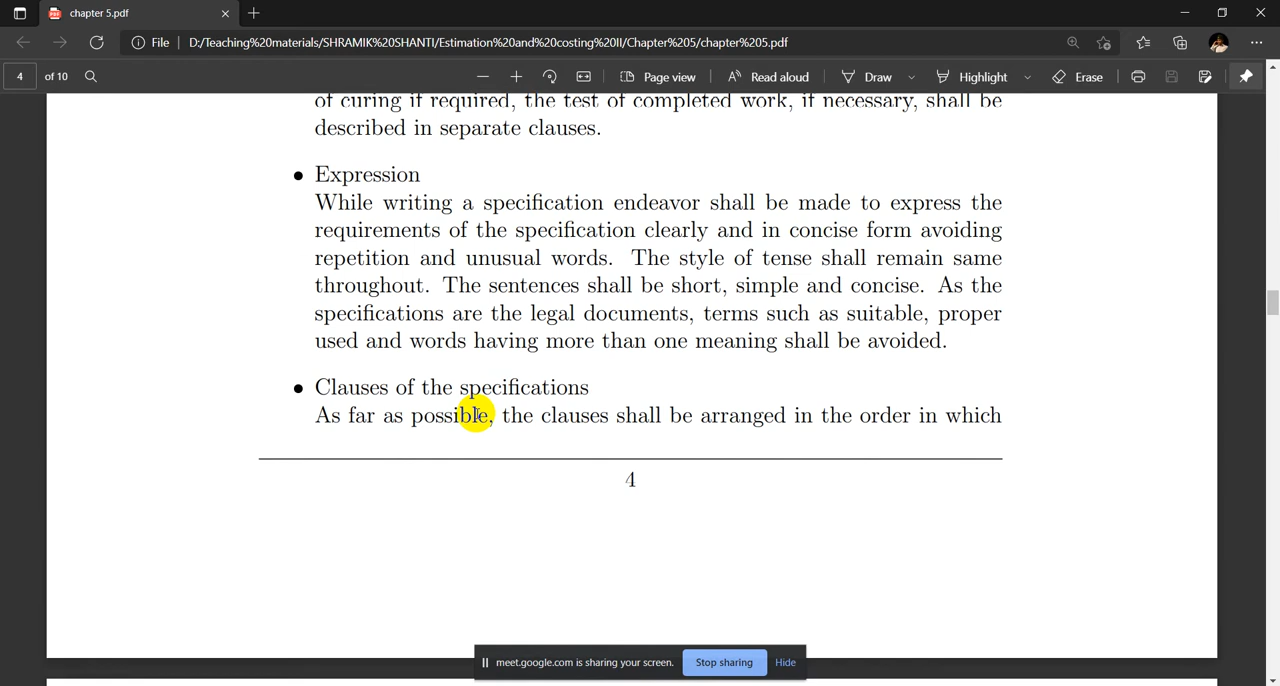 chapter 5.pdf
File D:/Teaching%20materials/SHRAMIK%20SHANTI/Estimation%20and%20costing%20II/Chapter%205/chapter%205.pdf
4 of 10 Page view Read aloud Draw Highlight Erase
of curing if required, the test of completed work, if necessary, shall be
described in separate clauses.
• Expression
While writing a specification endeavor shall be made to express the
requirements of the specification clearly and in concise form avoiding
repetition and unusual words. The style of tense shall remain same
throughout. The sentences shall be short, simple and concise. As the
specifications are the legal documents, terms such as suitable, proper
used and words having more than one meaning shall be avoided.
• Clauses of the specifications
As far as possible, the clauses shall be arranged in the order in which
4
meet.google.com is sharing your screen. Stop sharing Hide